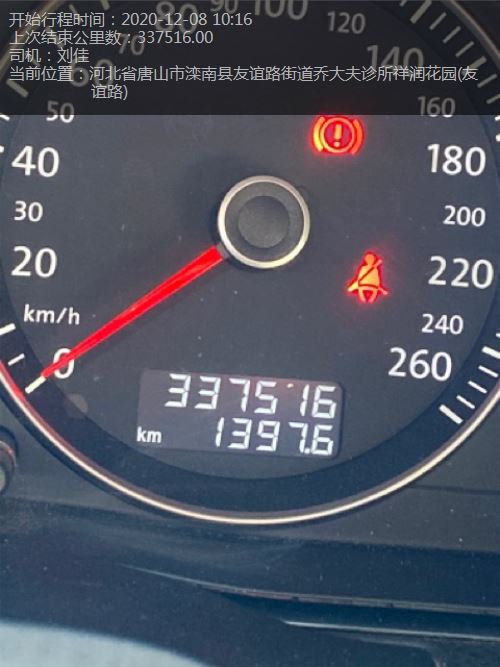 开始行程时间：2020-12-08 10:16
上次结束公里数：337516.00
司机：刘佳
当前位置：河北省唐山市滦南县友谊路街道乔大夫诊所祥润花园(友
谊路)
80
90
100
120
140
50
160
40
180
30
200
20
220
km/h
240
0
260
337516
km 1397.6